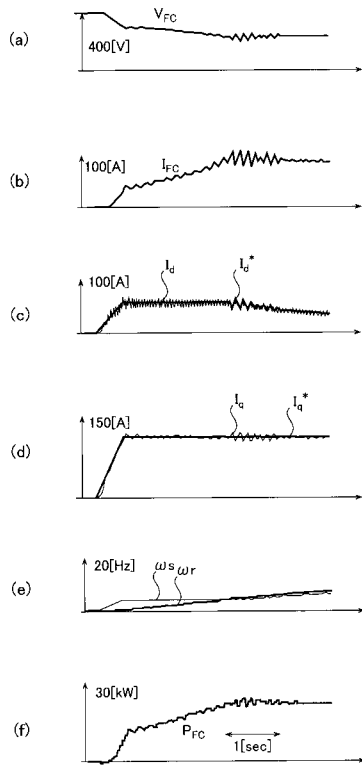 (a)
V_FC
400[V]
(b)
100[A]
I_FC
(c)
100[A]
I_d
I_d*
(d)
150[A]
I_q
I_q*
(e)
20[Hz]
ωs
ωr
(f)
30[kW]
P_FC
1[sec]